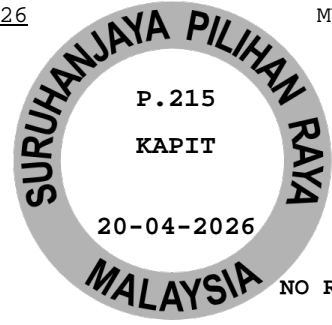 26
M
SURUHANJAYA PILIHAN RAYA
P.215
KAPIT
20-04-2026
MALAYSIA
NO R